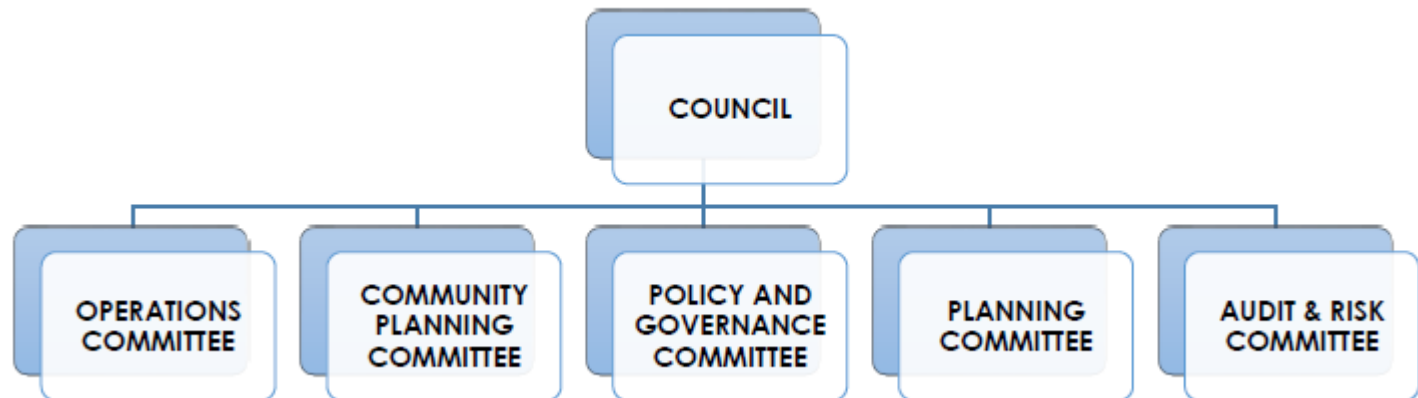 COUNCIL
OPERATIONS
COMMITTEE
COMMUNITY
PLANNING
COMMITTEE
POLICY AND
GOVERNANCE
COMMITTEE
PLANNING
COMMITTEE
AUDIT & RISK
COMMITTEE